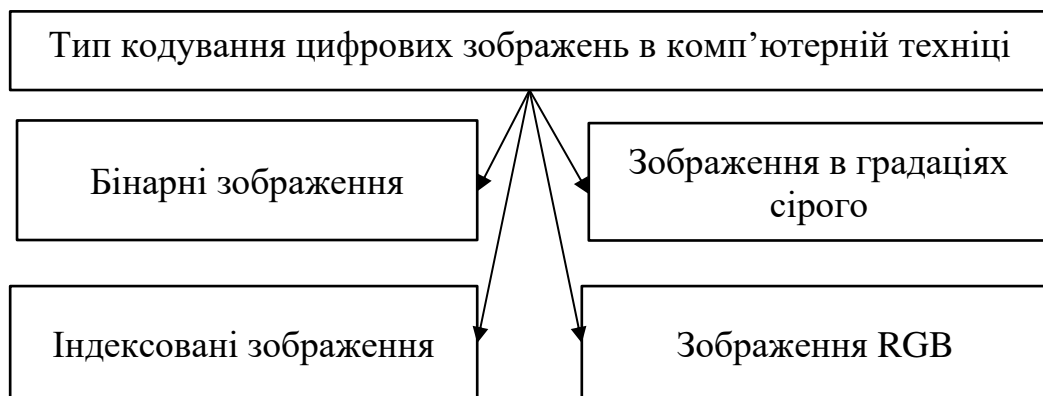 Тип кодування цифрових зображень в комп’ютерній техніці
Бінарні зображення
Зображення в градаціях
сірого
Індексовані зображення
Зображення RGB